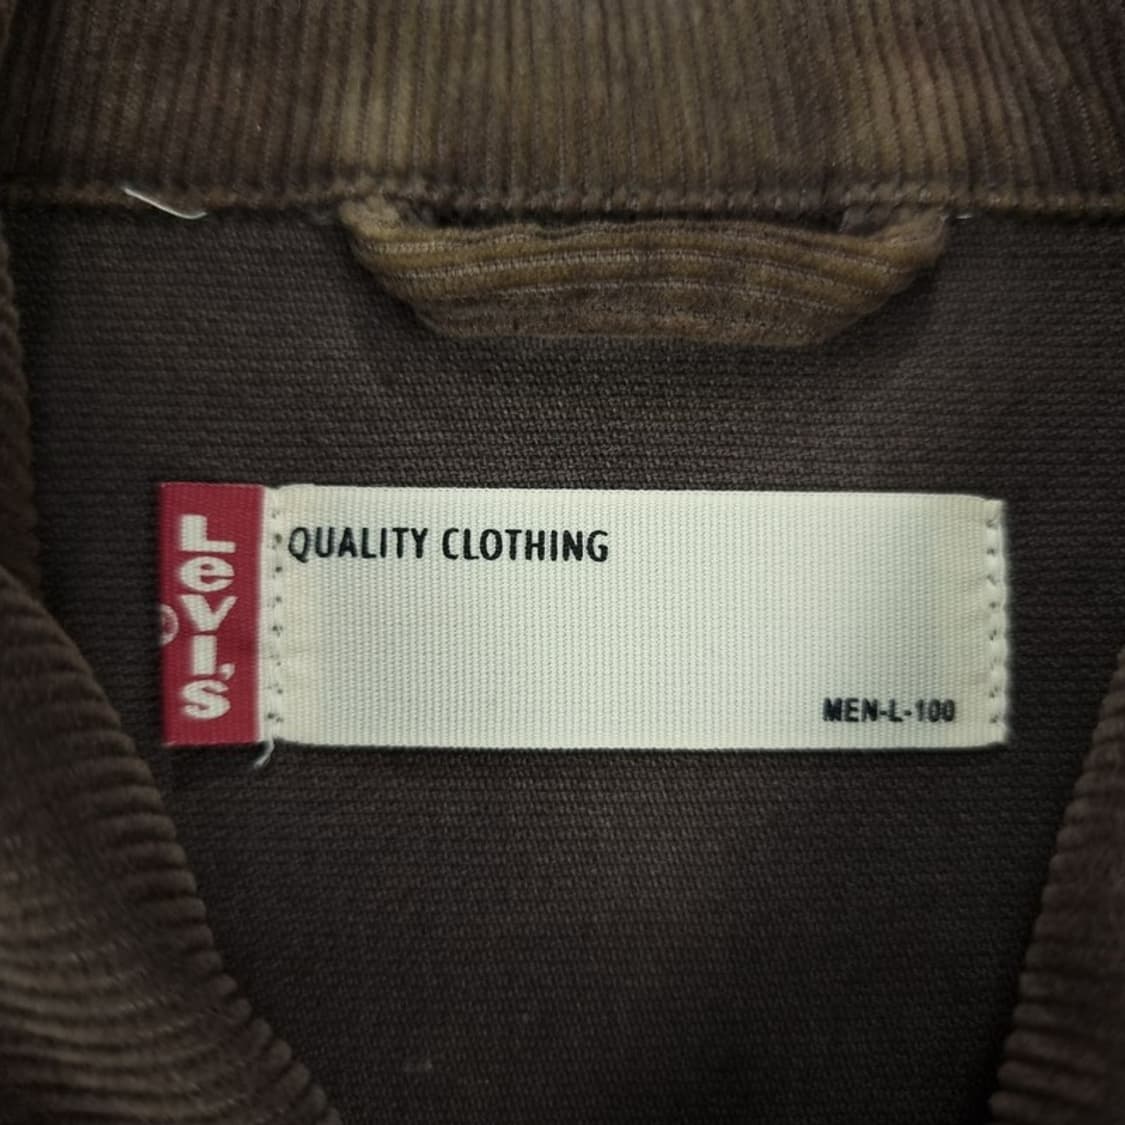 LeVI'S
®
QUALITY CLOTHING
MEN-L-100